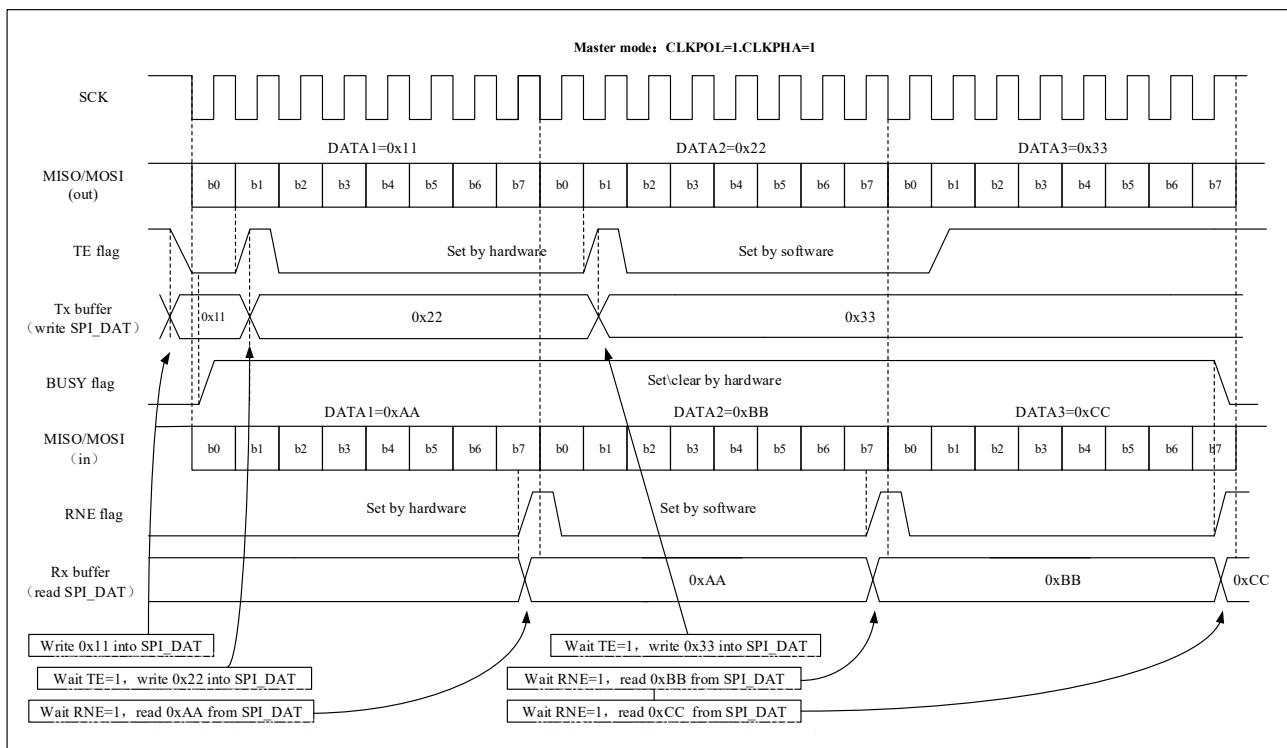 Master mode：CLKPOL=1.CLKPHA=1
SCK
DATA1=0x11 DATA2=0x22 DATA3=0x33
MISO/MOSI
(out)
b0 b1 b2 b3 b4 b5 b6 b7 b0 b1 b2 b3 b4 b5 b6 b7 b0 b1 b2 b3 b4 b5 b6 b7
TE flag
Set by hardware Set by software
Tx buffer
（write SPI_DAT）
0x11 0x22 0x33
BUSY flag
Set\clear by hardware
DATA1=0xAA DATA2=0xBB DATA3=0xCC
MISO/MOSI
（in）
b0 b1 b2 b3 b4 b5 b6 b7 b0 b1 b2 b3 b4 b5 b6 b7 b0 b1 b2 b3 b4 b5 b6 b7
RNE flag
Set by hardware Set by software
Rx buffer
（read SPI_DAT）
0xAA 0xBB 0xCC
Write 0x11 into SPI_DAT
Wait TE=1，write 0x33 into SPI_DAT
Wait TE=1，write 0x22 into SPI_DAT
Wait RNE=1，read 0xBB from SPI_DAT
Wait RNE=1，read 0xAA from SPI_DAT
Wait RNE=1，read 0xCC from SPI_DAT